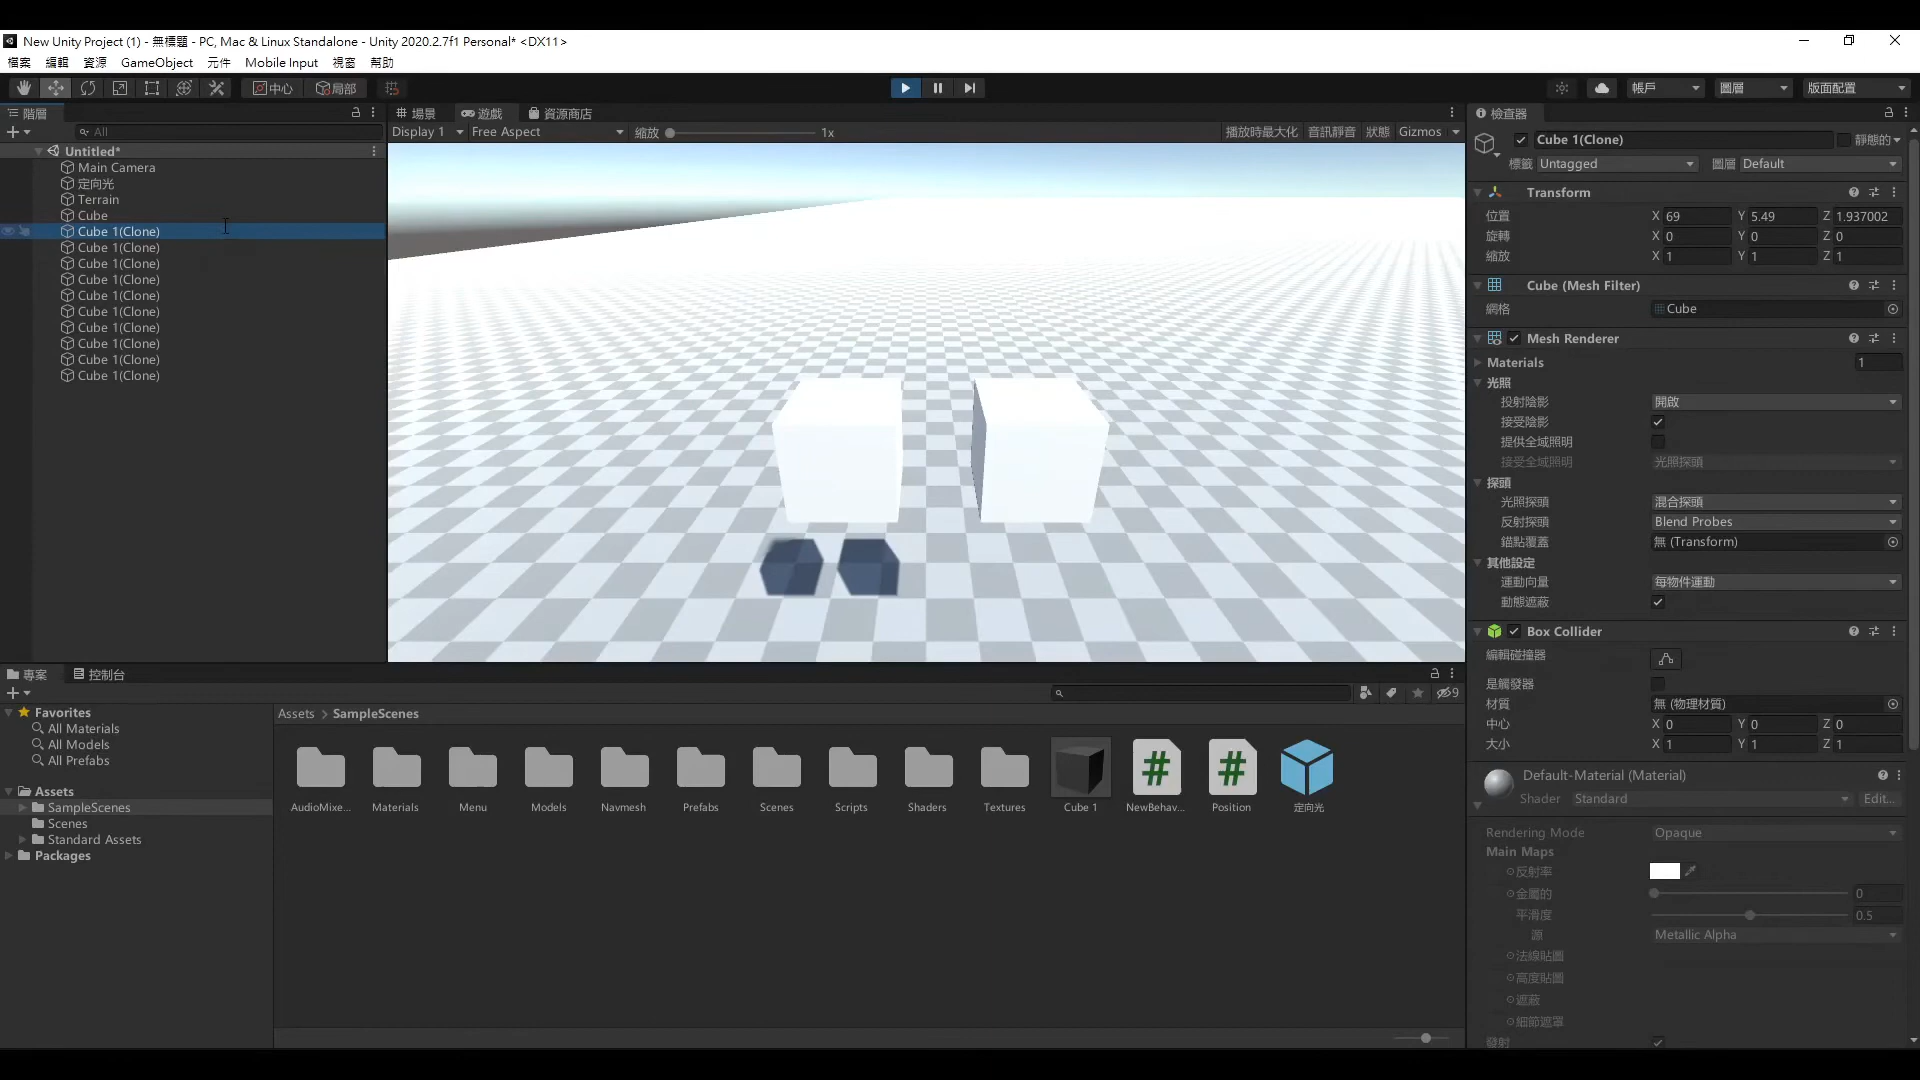 New Unity Project (1) - 無標題 - PC, Mac & Linux Standalone - Unity 2020.2.7f1 Personal* <DX11>
檔案 編輯 資源 GameObject 元件 Mobile Input 視窗 幫助
中心 局部 帳戶 圖層 版面配置
階層
All
Untitled*
Main Camera
定向光
Terrain
Cube
Cube 1(Clone)
Cube 1(Clone)
Cube 1(Clone)
Cube 1(Clone)
Cube 1(Clone)
Cube 1(Clone)
Cube 1(Clone)
Cube 1(Clone)
Cube 1(Clone)
Cube 1(Clone)
場景 遊戲 資源商店
Display 1 Free Aspect 縮放 1x 播放時最大化 音訊靜音 狀態 Gizmos
檢查器
Cube 1(Clone) 靜態的
標籤 Untagged 圖層 Default
Transform
位置 X 69 Y 5.49 Z 1.937002
旋轉 X 0 Y 0 Z 0
縮放 X 1 Y 1 Z 1
Cube (Mesh Filter)
網格 Cube
Mesh Renderer
Materials 1
光照
投射陰影 開啟
接受陰影
提供全域照明
接受全域照明 光照探頭
探頭
光照探頭 混合探頭
反射探頭 Blend Probes
錨點覆蓋 無 (Transform)
其他設定
運動向量 每物件運動
動態遮蔽
Box Collider
編輯碰撞器
是觸發器
材質 無 (物理材質)
中心 X 0 Y 0 Z 0
大小 X 1 Y 1 Z 1
Default-Material (Material)
Shader Standard Edit...
Rendering Mode Opaque
Main Maps
反射率
金屬的 0
平滑度 0.5
源 Metallic Alpha
法線貼圖
高度貼圖
遮蔽
細節遮罩
發射
專案 控制台
9
Favorites
All Materials
All Models
All Prefabs
Assets
SampleScenes
Scenes
Standard Assets
Packages
Assets > SampleScenes
AudioMixe... Materials Menu Models Navmesh Prefabs Scenes Scripts Shaders Textures Cube 1 NewBehav... Position 定向光